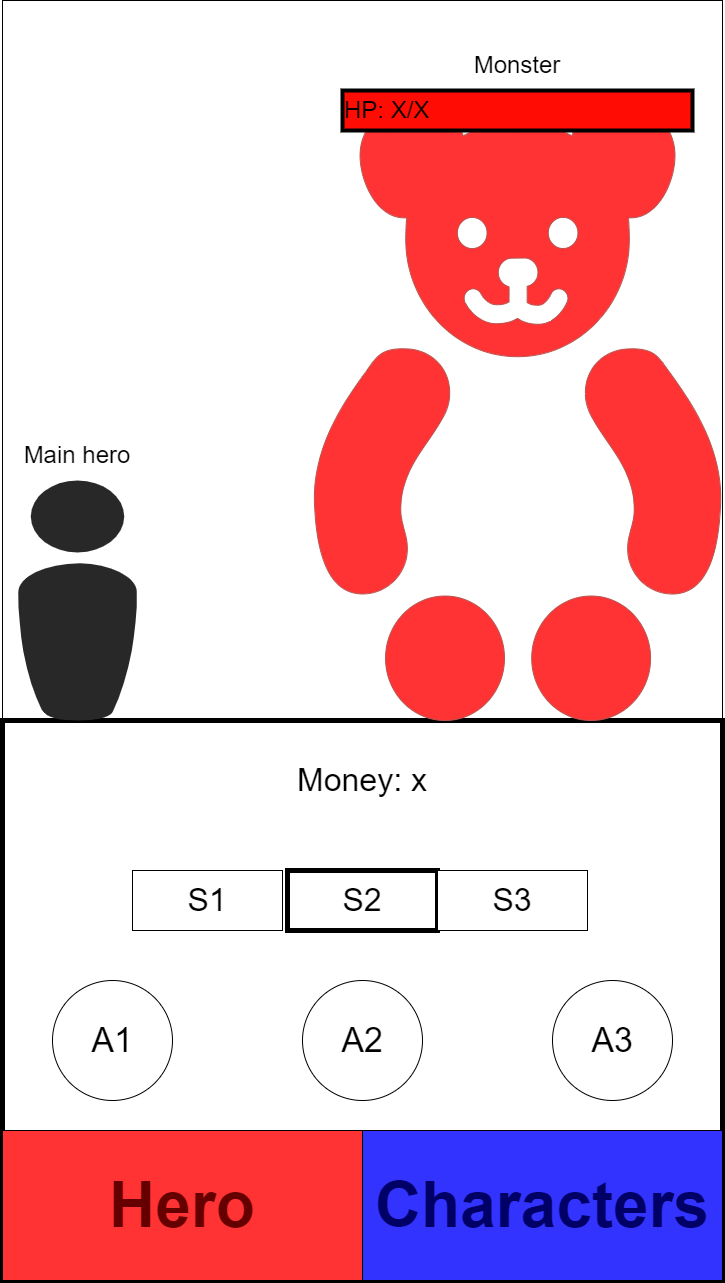 Monster
HP: X/X
Main hero
Money: x
S1 S2 S3
A1 A2 A3
Hero Characters